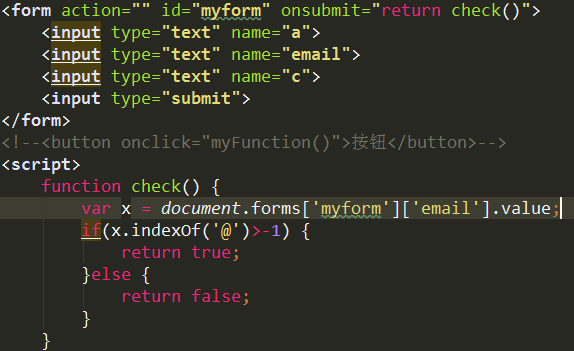 <form action="" id="myform" onsubmit="return check()">
<input type="text" name="a">
<input type="text" name="email">
<input type="text" name="c">
<input type="submit">
</form>
<!--<button onclick="myFunction()">按钮</button>-->
<script>
function check() {
var x = document.forms['myform']['email'].value;
if(x.indexOf('@')>-1) {
return true;
}else {
return false;
}
}